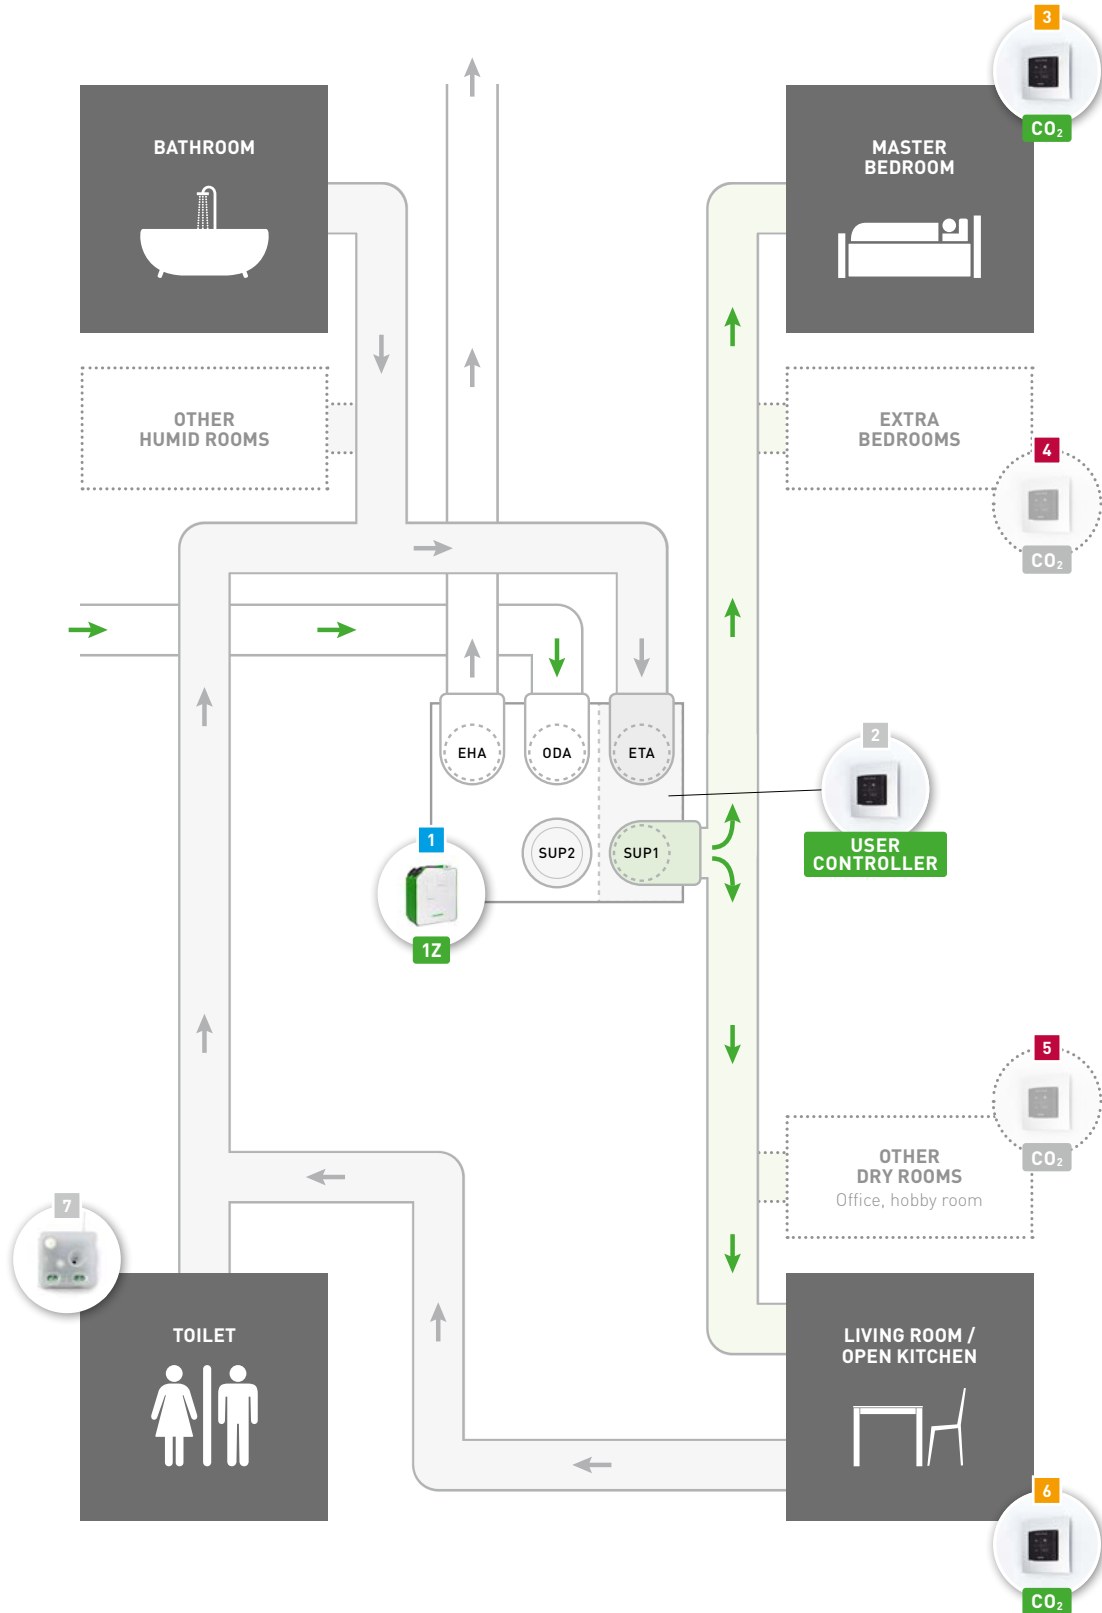 3
CO₂
BATHROOM
MASTER
BEDROOM
OTHER
HUMID ROOMS
EXTRA
BEDROOMS
4
CO₂
EHA
ODA
ETA
2
USER
CONTROLLER
1
SUP2
SUP1
1Z
5
CO₂
OTHER
DRY ROOMS
Office, hobby room
7
TOILET
LIVING ROOM /
OPEN KITCHEN
6
CO₂